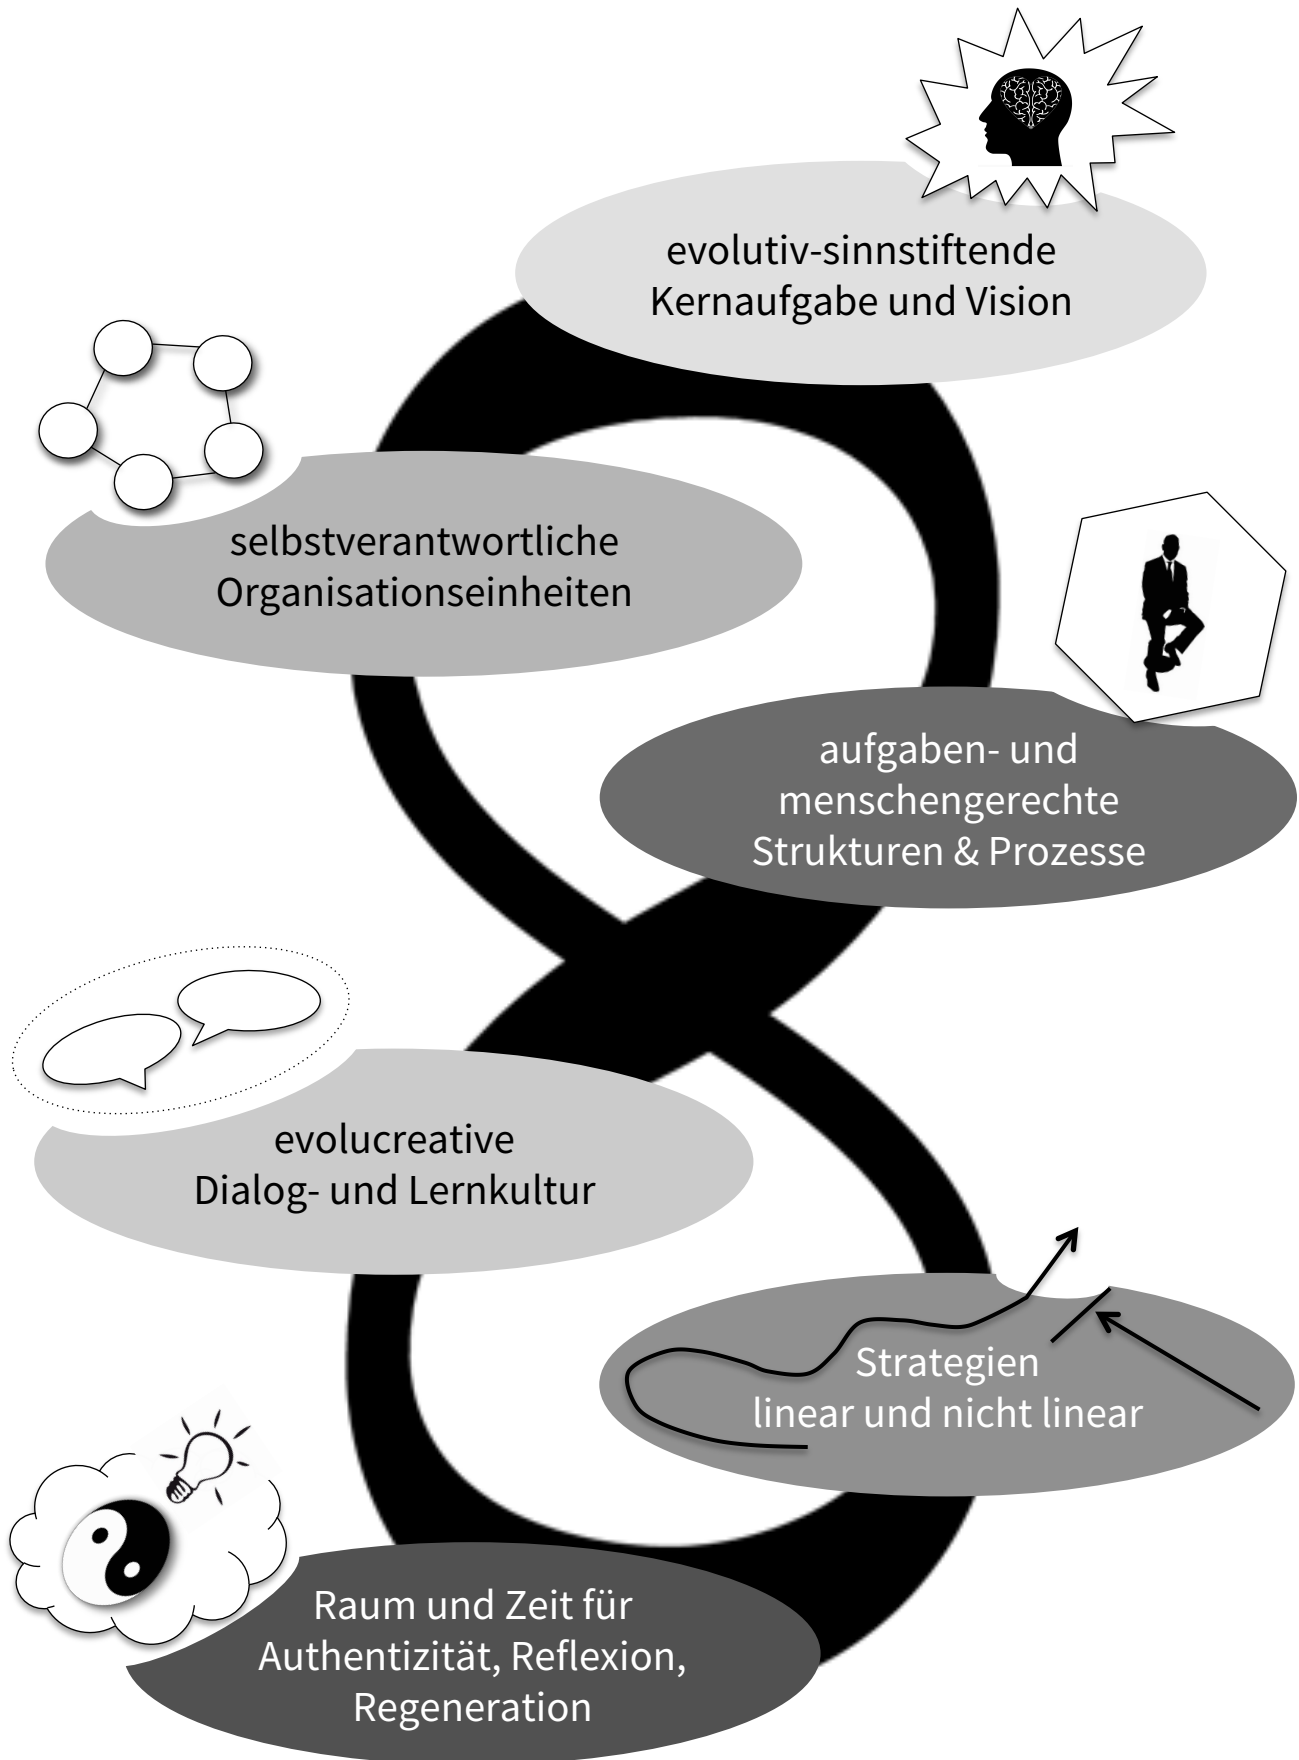 evolutiv-sinnstiftende
Kernaufgabe und Vision
selbstverantwortliche
Organisationseinheiten
aufgaben- und
menschengerechte
Strukturen & Prozesse
evolucreative
Dialog- und Lernkultur
Strategien
linear und nicht linear
Raum und Zeit für
Authentizität, Reflexion,
Regeneration